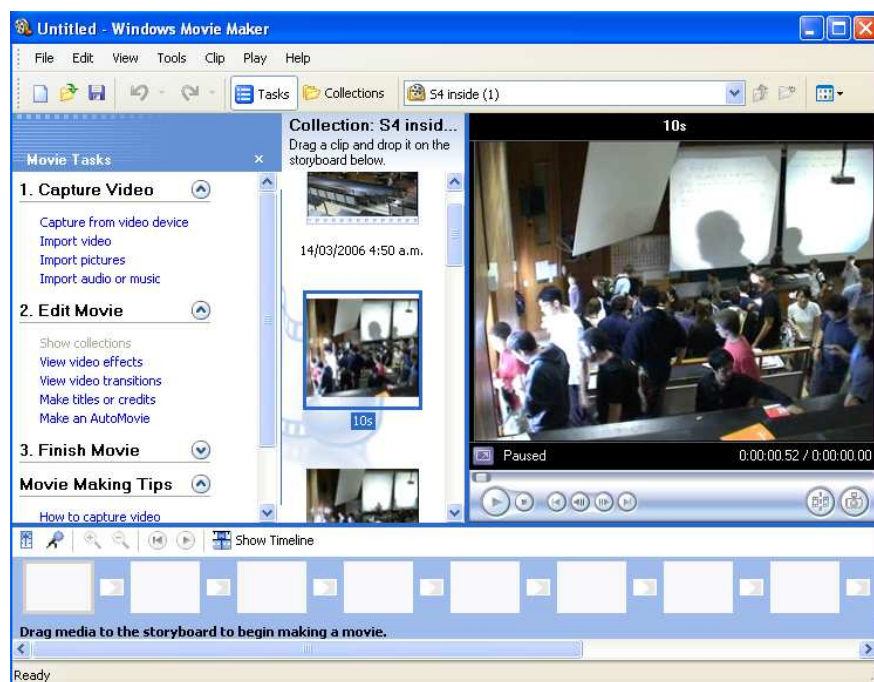 Untitled - Windows Movie Maker
File Edit View Tools Clip Play Help
Tasks Collections S4 inside (1)
Movie Tasks
1. Capture Video
Capture from video device
Import video
Import pictures
Import audio or music
2. Edit Movie
Show collections
View video effects
View video transitions
Make titles or credits
Make an AutoMovie
3. Finish Movie
Movie Making Tips
How to capture video
Collection: S4 insid...
Drag a clip and drop it on the
storyboard below.
14/03/2006 4:50 a.m.
10s
10s
Paused 0:00:00.52 / 0:00:00.00
Show Timeline
Drag media to the storyboard to begin making a movie.
Ready